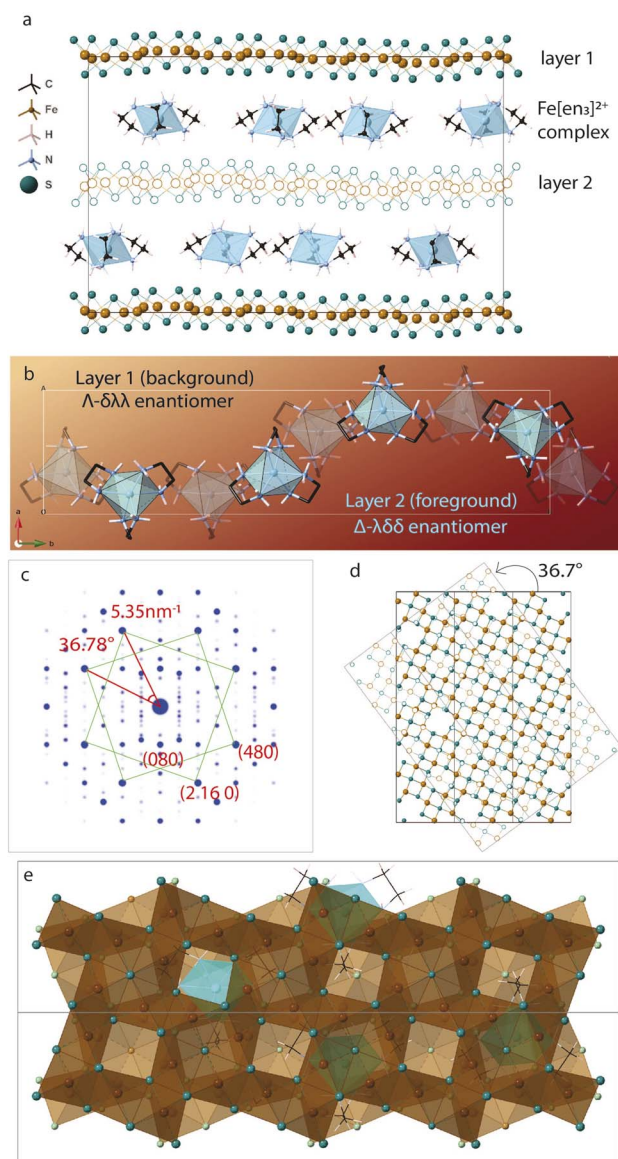 a
layer 1
C
Fe
H
N
S
Fe[en₃]²⁺
complex
layer 2
b
Layer 1 (background)
Λ-δλλ enantiomer
Layer 2 (foreground)
Δ-λδδ enantiomer
A
O
a
b
c
5.35nm⁻¹
36.78°
(080)
(480)
(2 16 0)
d
36.7°
e